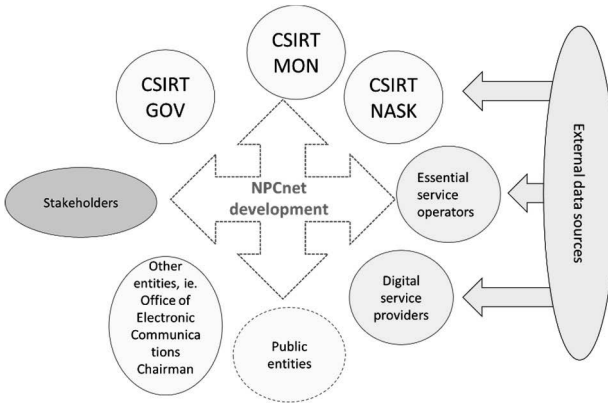 CSIRT
MON
CSIRT
GOV
CSIRT
NASK
External data sources
Stakeholders
NPCnet
development
Essential
service
operators
Other
entities, ie.
Office of
Electronic
Communica
tions
Chairman
Public
entities
Digital
service
providers